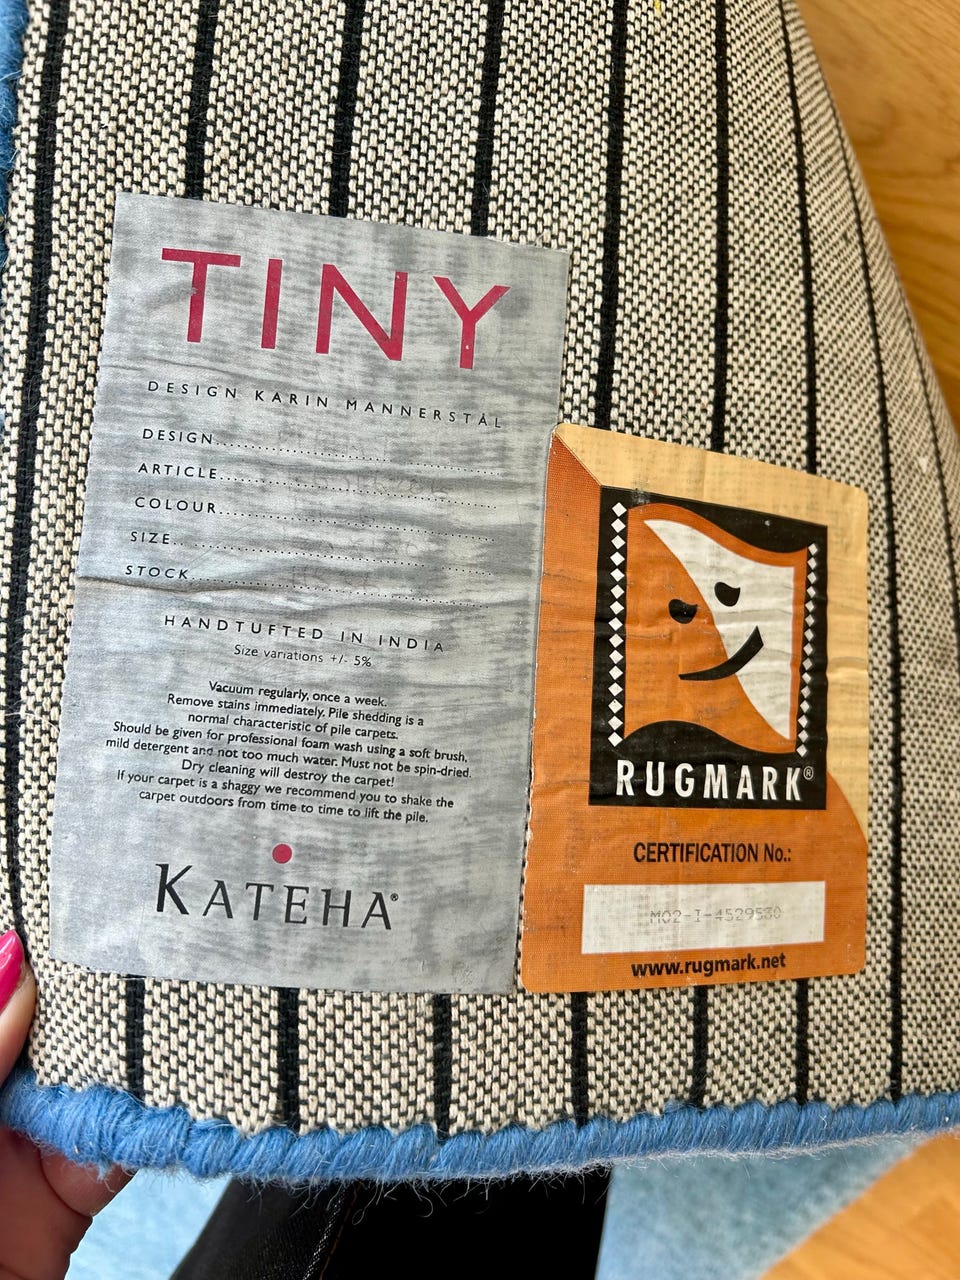 TINY
DESIGN KARIN MANNERSTÅL
DESIGN
ARTICLE
COLOUR
SIZE
STOCK
HANDTUFTED IN INDIA
Size variations +/- 5%
Vacuum regularly, once a week.
Remove stains immediately. Pile shedding is a
normal characteristic of pile carpets.
Should be given for professional foam wash using a soft brush,
mild detergent and not too much water. Must not be spin-dried.
Dry cleaning will destroy the carpet!
If your carpet is a shaggy we recommend you to shake the
carpet outdoors from time to time to lift the pile.
KATEHA®
RUGMARK®
CERTIFICATION No.:
M02-I-4529530
www.rugmark.net